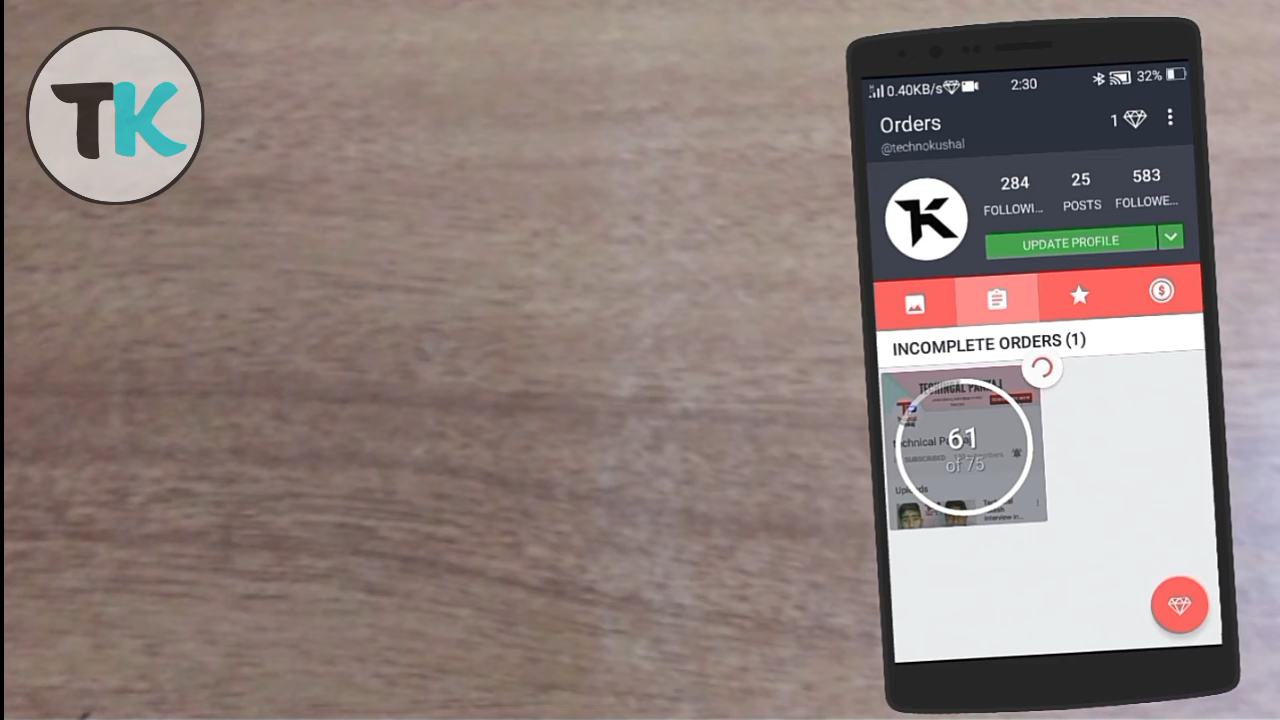 TK
0.40KB/s
2:30
32%
Orders
1
@technokushal
284
25
583
FOLLOWI...
POSTS
FOLLOWE...
UPDATE PROFILE
INCOMPLETE ORDERS (1)
61
of 75
SUBSCRIBED